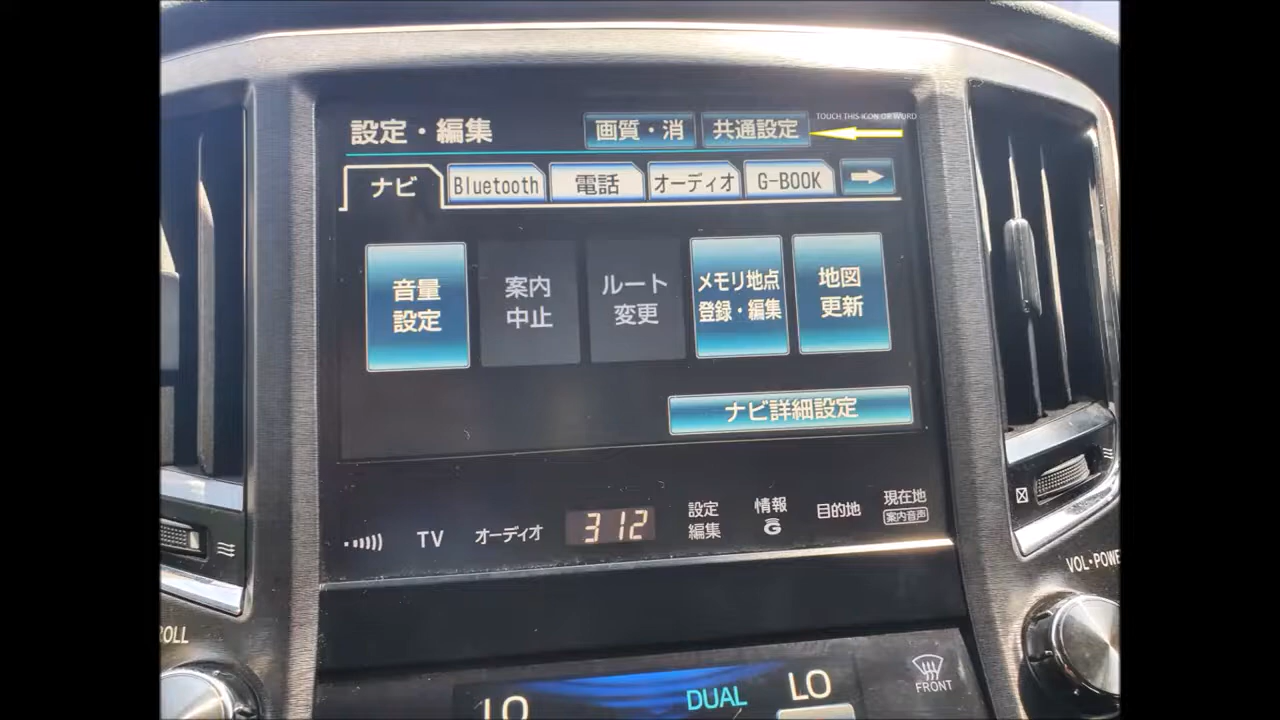 設定・編集
画質・消
共通設定
TOUCH THIS ICON OR WORD
ナビ
Bluetooth
電話
オーディオ
G-BOOK
音量
設定
案内
中止
ルート
変更
メモリ地点
登録・編集
地図
更新
ナビ詳細設定
TV
オーディオ
312
設定
編集
情報
G
目的地
現在地
案内音声
VOL・POWE
OLL
LO
DUAL
LO
FRONT